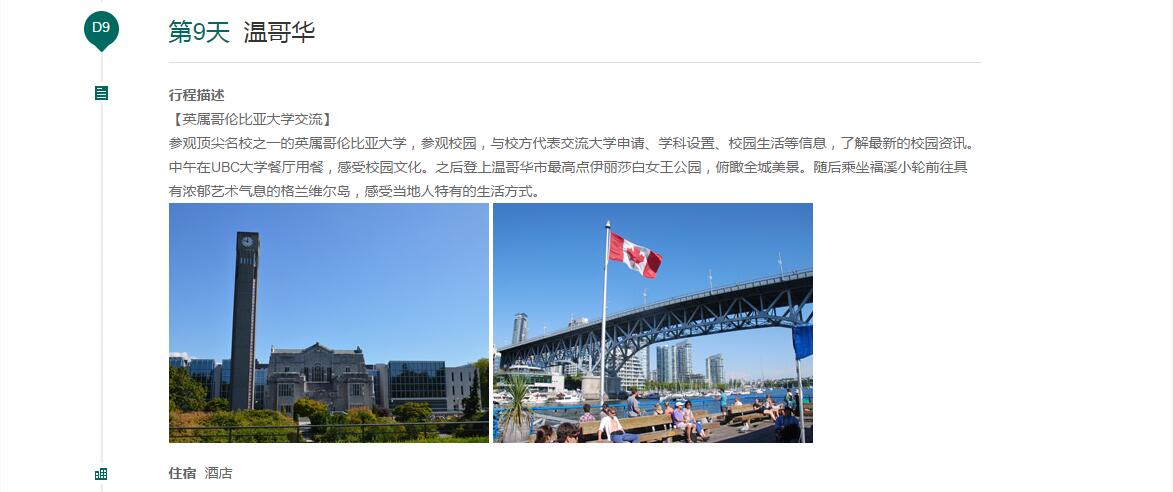 D9
第9天 温哥华
行程描述
【英属哥伦比亚大学交流】
参观顶尖名校之一的英属哥伦比亚大学，参观校园，与校方代表交流大学申请、学科设置、校园生活等信息，了解最新的校园资讯。
中午在UBC大学餐厅用餐，感受校园文化。之后登上温哥华市最高点伊丽莎白女王公园，俯瞰全城美景。随后乘坐福溪小轮前往具
有浓郁艺术气息的格兰维尔岛，感受当地人特有的生活方式。
住宿 酒店